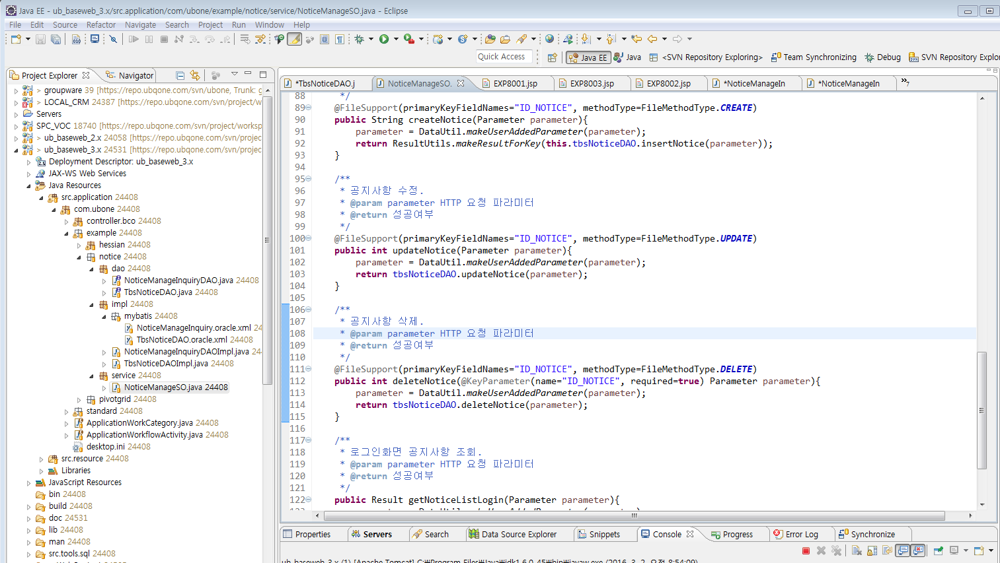 Java EE - ub_baseweb_3.x/src.application/com/ubone/example/notice/service/NoticeManageSO.java - Eclipse
File Edit Source Refactor Navigate Search Project Run Window Help
Quick Access
Java EE
Java
<SVN Repository Exploring>
Team Synchronizing
Debug
SVN Repository Explor
Project Explorer
Navigator
> groupware 39 [https://repo.ubqone.com/svn/ubone, Trunk: g
> LOCAL_CRM 24387 [https://repo.ubqone.com/svn/project/w
Servers
SPC_VOC 18740 [https://repo.ubqone.com/svn/project/worksp
> ub_baseweb_2.x 24058 [https://repo.ubqone.com/svn/projec
> ub_baseweb_3.x 24531 [https://repo.ubqone.com/svn/projec
Deployment Descriptor: ub_baseweb_3.x
JAX-WS Web Services
Java Resources
src.application 24408
com.ubone 24408
controller.bco 24408
example 24408
hessian 24408
notice 24408
dao 24408
NoticeManageInquiryDAO.java 24408
TbsNoticeDAO.java 24408
impl 24408
mybatis 24408
NoticeManageInquiry.oracle.xml 24
TbsNoticeDAO.oracle.xml 24408
NoticeManageInquiryDAOImpl.java 24
TbsNoticeDAOImpl.java 24408
service 24408
NoticeManageSO.java 24408
pivotgrid 24408
standard 24408
ApplicationWorkCategory.java 24408
ApplicationWorkflowActivity.java 24408
desktop.ini 24408
src.resource 24408
Libraries
JavaScript Resources
bin 24408
build 24408
doc 24531
lib 24408
man 24408
src.tools.sql 24408
*TbsNoticeDAO.j
NoticeManageSO.
EXP8001.jsp
EXP8003.jsp
EXP8002.jsp
*NoticeManageIn
*NoticeManageIn
»7
88 */
89 @FileSupport(primaryKeyFieldNames="ID_NOTICE", methodType=FileMethodType.CREATE)
90 public String createNotice(Parameter parameter){
91 parameter = DataUtil.makeUserAddedParameter(parameter);
92 return ResultUtils.makeResultForKey(this.tbsNoticeDAO.insertNotice(parameter));
93 }
94
95 /**
96 * 공지사항 수정.
97 * @param parameter HTTP 요청 파라미터
98 * @return 성공여부
99 */
100 @FileSupport(primaryKeyFieldNames="ID_NOTICE", methodType=FileMethodType.UPDATE)
101 public int updateNotice(Parameter parameter){
102 parameter = DataUtil.makeUserAddedParameter(parameter);
103 return tbsNoticeDAO.updateNotice(parameter);
104 }
105
106 /**
107 * 공지사항 삭제.
108 * @param parameter HTTP 요청 파라미터
109 * @return 성공여부
110 */
111 @FileSupport(primaryKeyFieldNames="ID_NOTICE", methodType=FileMethodType.DELETE)
112 public int deleteNotice(@KeyParameter(name="ID_NOTICE", required=true) Parameter parameter){
113 parameter = DataUtil.makeUserAddedParameter(parameter);
114 return tbsNoticeDAO.deleteNotice(parameter);
115 }
116
117 /**
118 * 로그인화면 공지사항 조회.
119 * @param parameter HTTP 요청 파라미터
120 * @return 성공여부
121 */
122 public Result getNoticeListLogin(Parameter parameter){
Properties
Servers
Search
Data Source Explorer
Snippets
Console
Progress
Error Log
Synchronize
ub_baseweb_3.x (1) [Apache Tomcat] C:₩Program Files₩Java₩jdk1.6.0_45₩bin₩javaw.exe (2016. 3. 2. 오전 8:54:09)